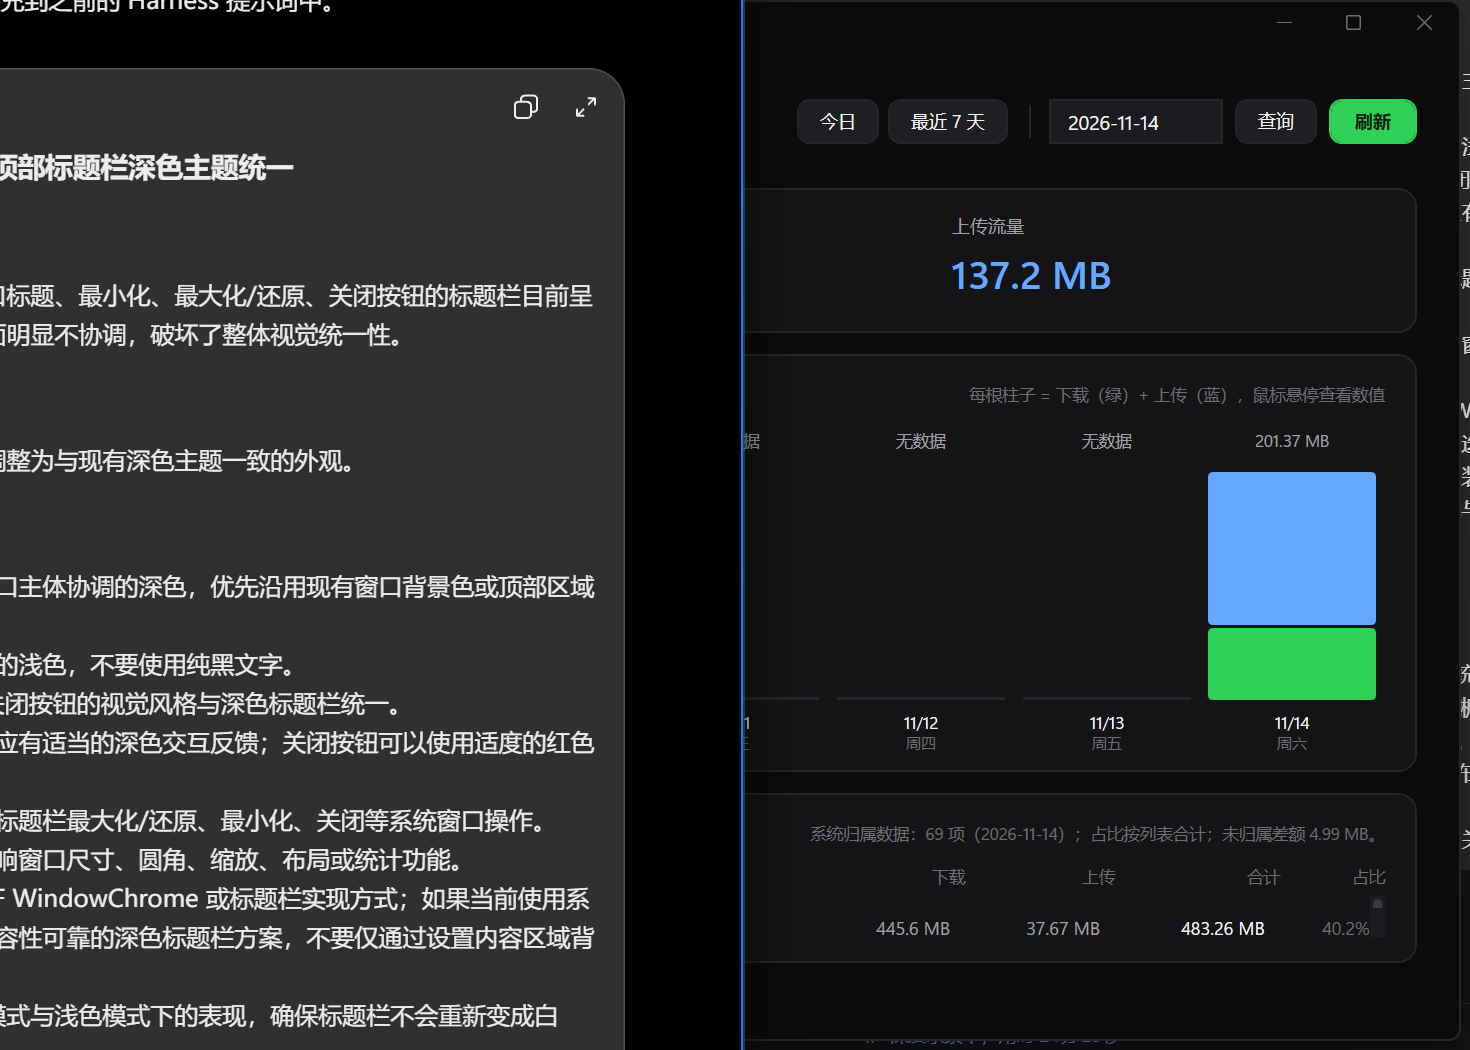 充到之前的 Harness 提示词中。
顶部标题栏深色主题统一
口标题、最小化、最大化/还原、关闭按钮的标题栏目前呈
面明显不协调，破坏了整体视觉统一性。
调整为与现有深色主题一致的外观。
口主体协调的深色，优先沿用现有窗口背景色或顶部区域
的浅色，不要使用纯黑文字。
关闭按钮的视觉风格与深色标题栏统一。
应有适当的深色交互反馈；关闭按钮可以使用适度的红色
标题栏最大化/还原、最小化、关闭等系统窗口操作。
响窗口尺寸、圆角、缩放、布局或统计功能。
WindowChrome 或标题栏实现方式；如果当前使用系
容性可靠的深色标题栏方案，不要仅通过设置内容区域背
模式与浅色模式下的表现，确保标题栏不会重新变成白
今日
最近 7 天
2026-11-14
查询
刷新
上传流量
137.2 MB
每根柱子 = 下载（绿）+ 上传（蓝），鼠标悬停查看数值
据
无数据
无数据
201.37 MB
1
11/12
11/13
11/14
三
周四
周五
周六
系统归属数据：69 项（2026-11-14）；占比按列表合计；未归属差额 4.99 MB。
下载
上传
合计
占比
445.6 MB
37.67 MB
483.26 MB
40.2%